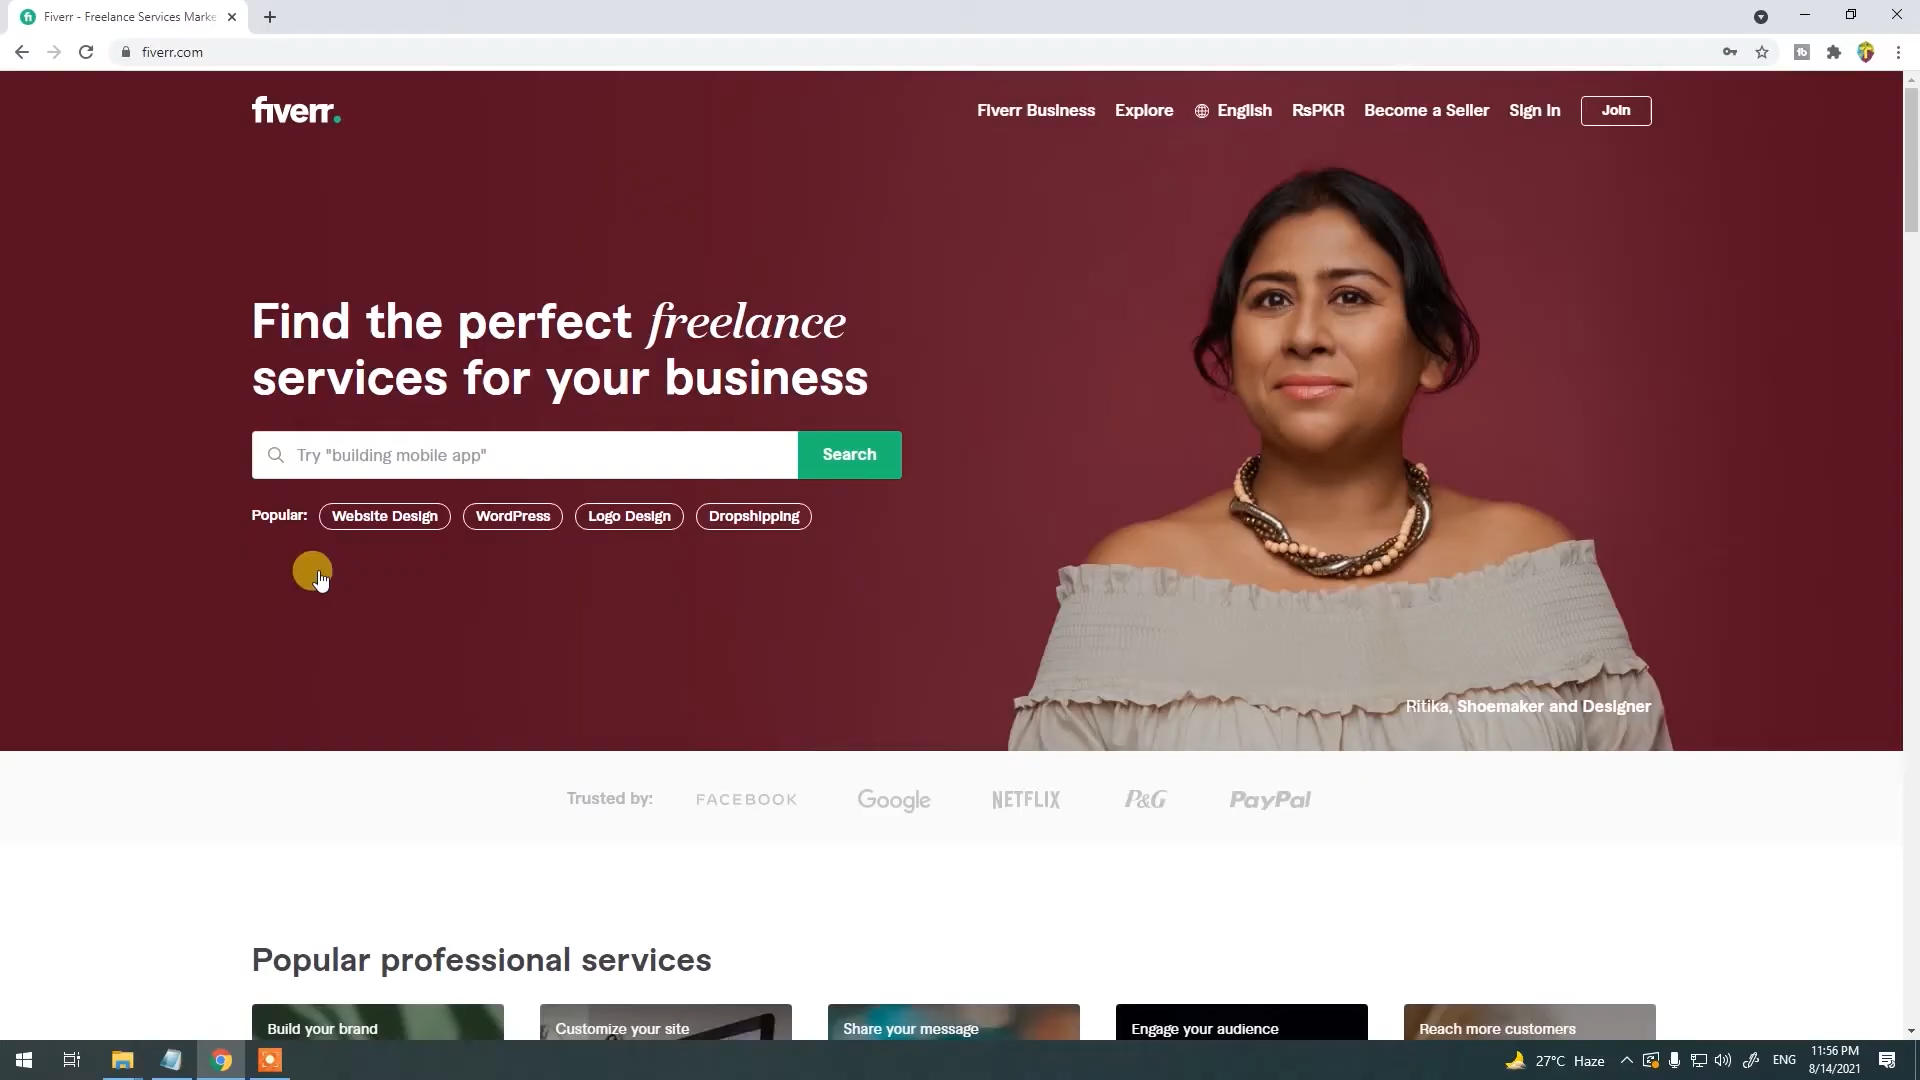 Fiverr - Freelance Services Marke
fiverr.com
fiverr.
Fiverr Business
Explore
English
RsPKR
Become a Seller
Sign In
Join
Find the perfect freelance
services for your business
Try "building mobile app"
Search
Popular:
Website Design
WordPress
Logo Design
Dropshipping
Ritika, Shoemaker and Designer
Trusted by:
FACEBOOK
Google
NETFLIX
P&G
PayPal
Popular professional services
Build your brand
Customize your site
Share your message
Engage your audience
Reach more customers
27°C Haze
ENG
11:56 PM
8/14/2021